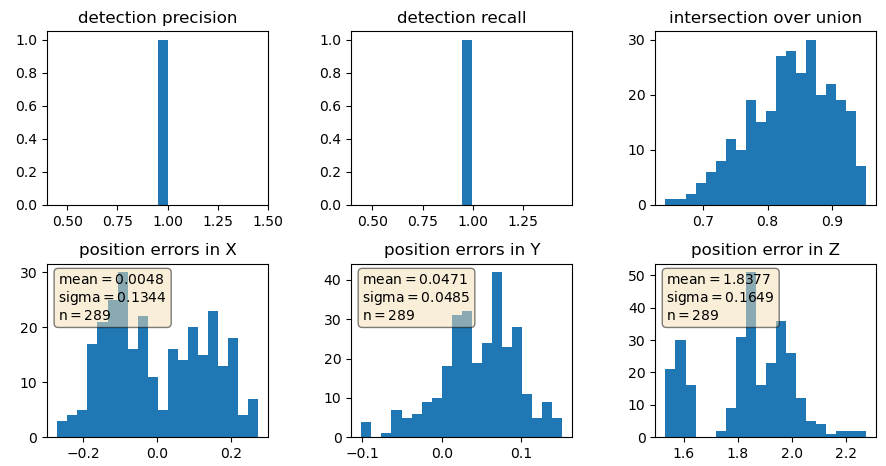 detection precision
1.0
0.8
0.6
0.4
0.2
0.0
0.50 0.75 1.00 1.25 1.50
detection recall
1.0
0.8
0.6
0.4
0.2
0.0
0.50 0.75 1.00 1.25
intersection over union
30
20
10
0
0.7 0.8 0.9
position errors in X
30
20
10
0
mean = 0.0048
sigma = 0.1344
n = 289
−0.2 0.0 0.2
position errors in Y
40
30
20
10
0
mean = 0.0471
sigma = 0.0485
n = 289
−0.1 0.0 0.1
position error in Z
50
40
30
20
10
0
mean = 1.8377
sigma = 0.1649
n = 289
1.6 1.8 2.0 2.2